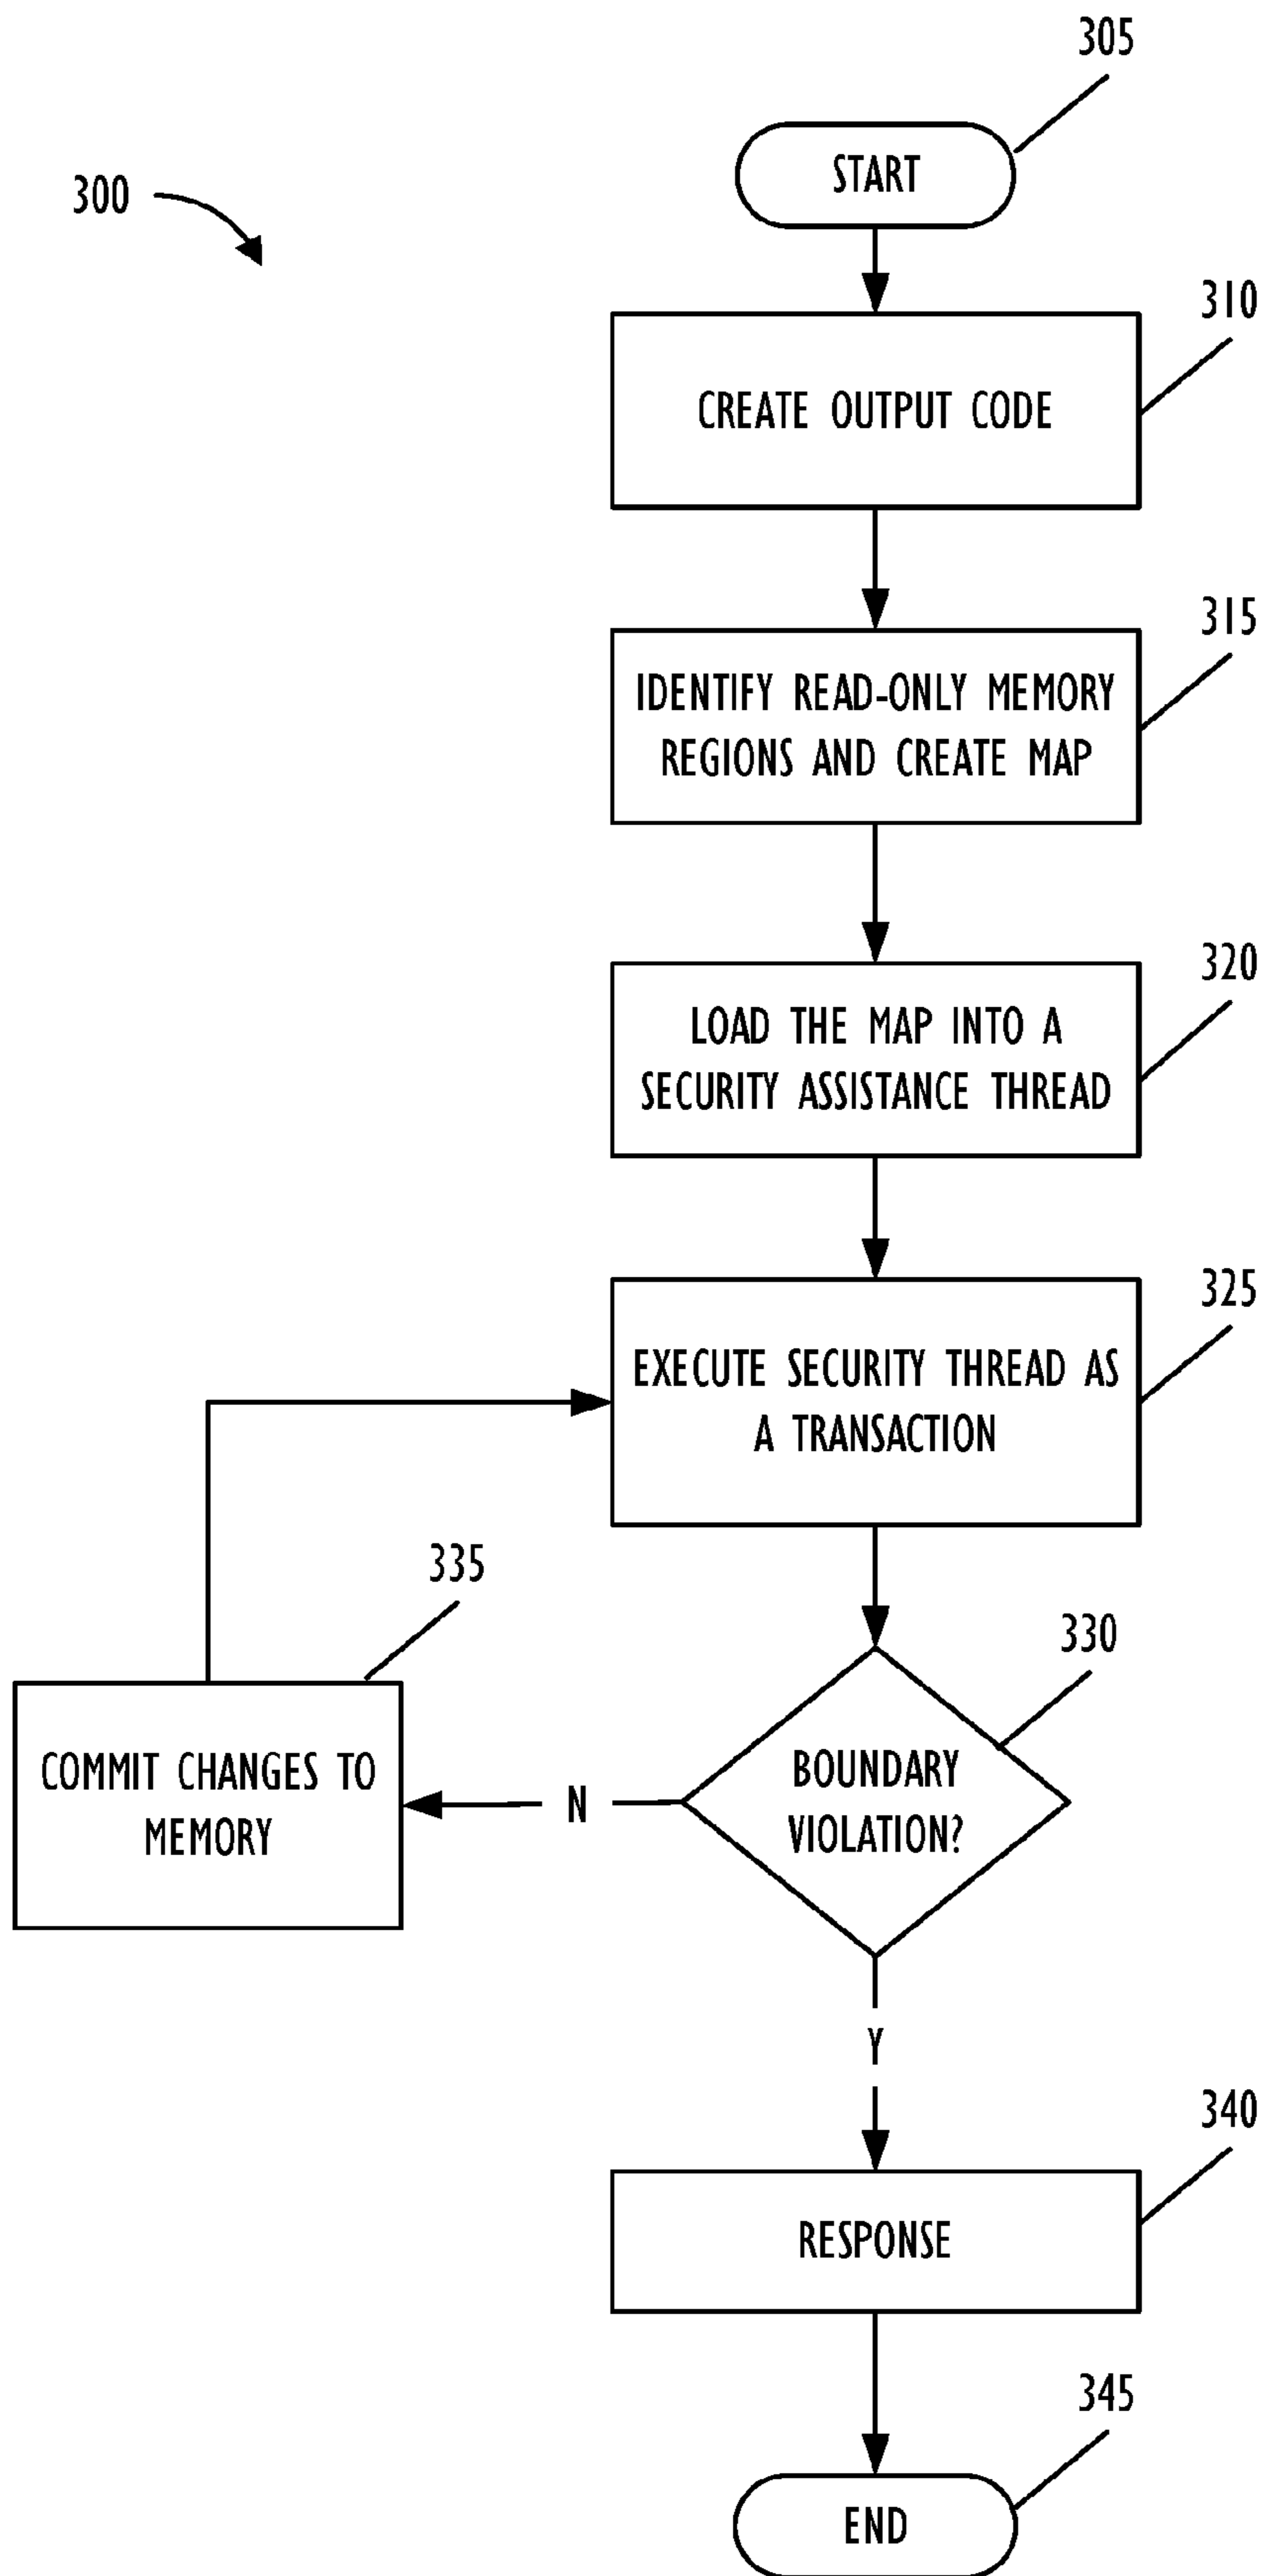 305
START
300
310
CREATE OUTPUT CODE
315
IDENTIFY READ-ONLY MEMORY
REGIONS AND CREATE MAP
320
LOAD THE MAP INTO A
SECURITY ASSISTANCE THREAD
325
EXECUTE SECURITY THREAD AS
A TRANSACTION
335
330
COMMIT CHANGES TO
MEMORY
N
BOUNDARY
VIOLATION?
Y
340
RESPONSE
345
END